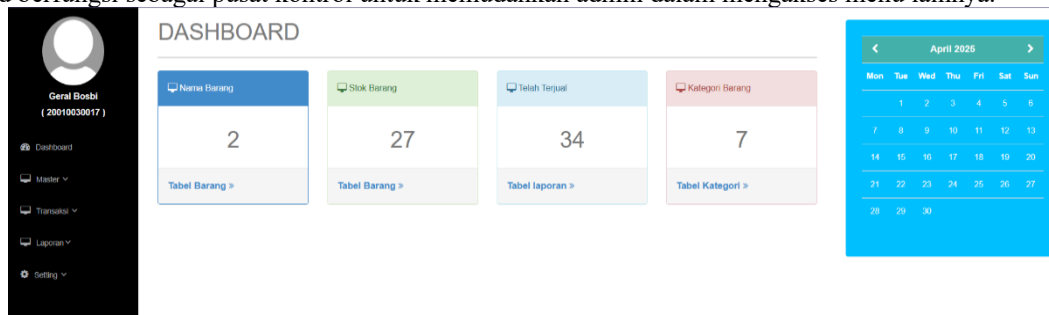 berfungsi sebagai pusat kontrol untuk memudahkan admin dalam mengakses menu lainnya.
Geral Bosbi
( 20010030017 )
Dashboard
Master
Transaksi
Laporan
Setting
DASHBOARD
Nama Barang
2
Tabel Barang »
Stok Barang
27
Tabel Barang »
Telah Terjual
34
Tabel laporan »
Kategori Barang
7
Tabel Kategori »
April 2025
Mon Tue Wed Thu Fri Sat Sun
1 2 3 4 5 6
7 8 9 10 11 12 13
14 15 16 17 18 19 20
21 22 23 24 25 26 27
28 29 30